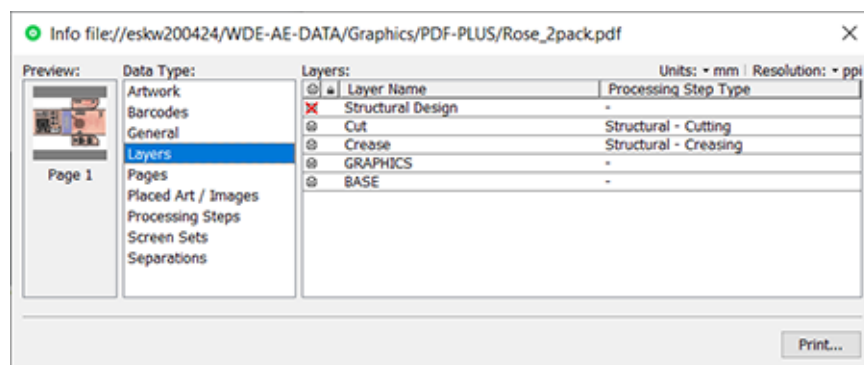 Info file://eskw200424/WDE-AE-DATA/Graphics/PDF-PLUS/Rose_2pack.pdf
Preview:
Page 1
Data Type:
Artwork
Barcodes
General
Layers
Pages
Placed Art / Images
Processing Steps
Screen Sets
Separations
Layers: Units: mm Resolution: ppi
Layer Name Processing Step Type
Structural Design -
Cut Structural - Cutting
Crease Structural - Creasing
GRAPHICS -
BASE -
Print...